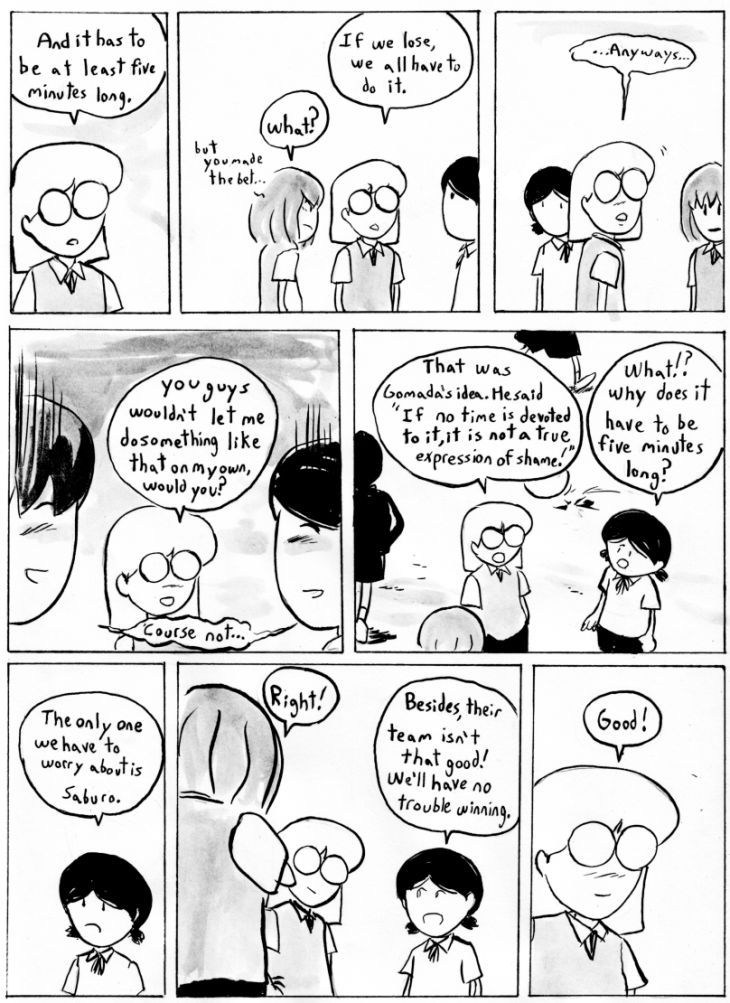 And it has to
be at least five
minutes long.
If we lose,
we all have to
do it.
What?
but
you made
the bet...
...Anyways...
you guys
wouldn't let me
do something like
that on my own,
would you?
Course not...
That was
Gomada's idea. He said
"If no time is devoted
to it, it is not a true
expression of shame!"
What!?
why does it
have to be
five minutes
long?
The only one
we have to
worry about is
Saburo.
Right!
Besides, their
team isn't
that good!
We'll have no
trouble winning.
Good!